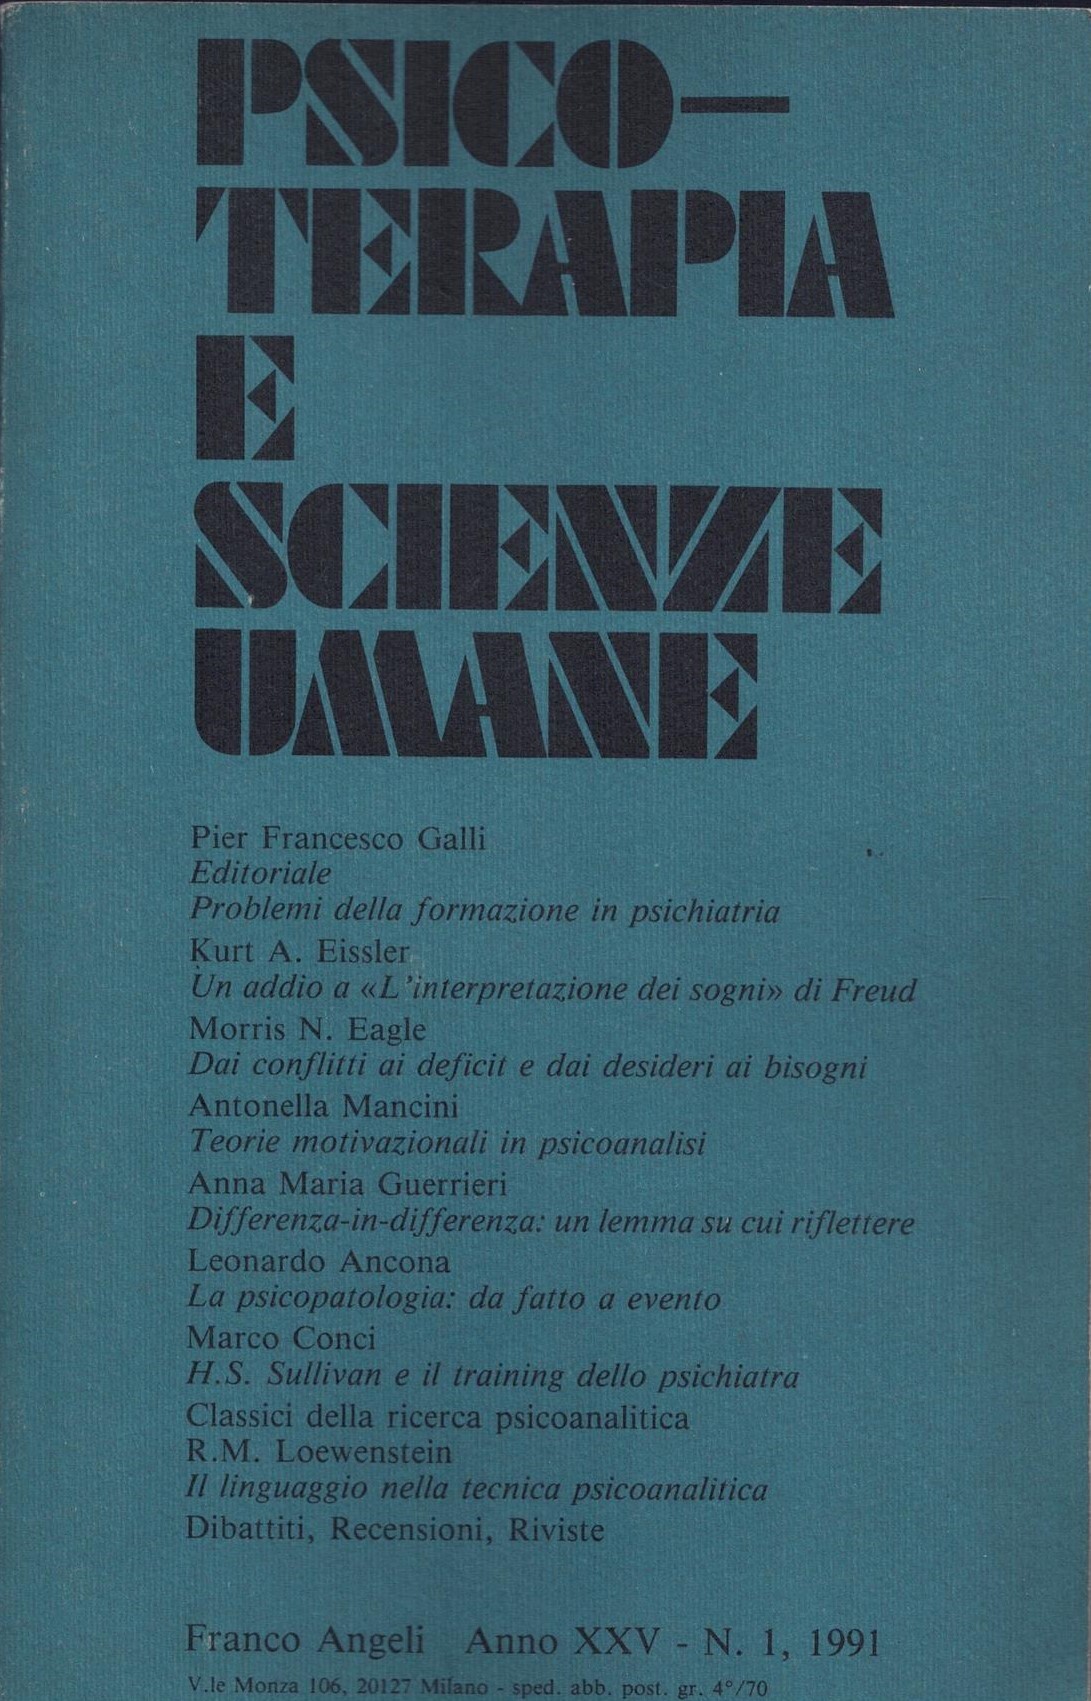 PSICO—
TERAPIA
E
SCIENZE
UMANE
Pier Francesco Galli
Editoriale
Problemi della formazione in psichiatria
Kurt A. Eissler
Un addio a «L'interpretazione dei sogni» di Freud
Morris N. Eagle
Dai conflitti ai deficit e dai desideri ai bisogni
Antonella Mancini
Teorie motivazionali in psicoanalisi
Anna Maria Guerrieri
Differenza-in-differenza: un lemma su cui riflettere
Leonardo Ancona
La psicopatologia: da fatto a evento
Marco Conci
H.S. Sullivan e il training dello psichiatra
Classici della ricerca psicoanalitica
R.M. Loewenstein
Il linguaggio nella tecnica psicoanalitica
Dibattiti, Recensioni, Riviste
Franco Angeli Anno XXV - N. 1, 1991
V.le Monza 106, 20127 Milano - sped. abb. post. gr. 4°/70